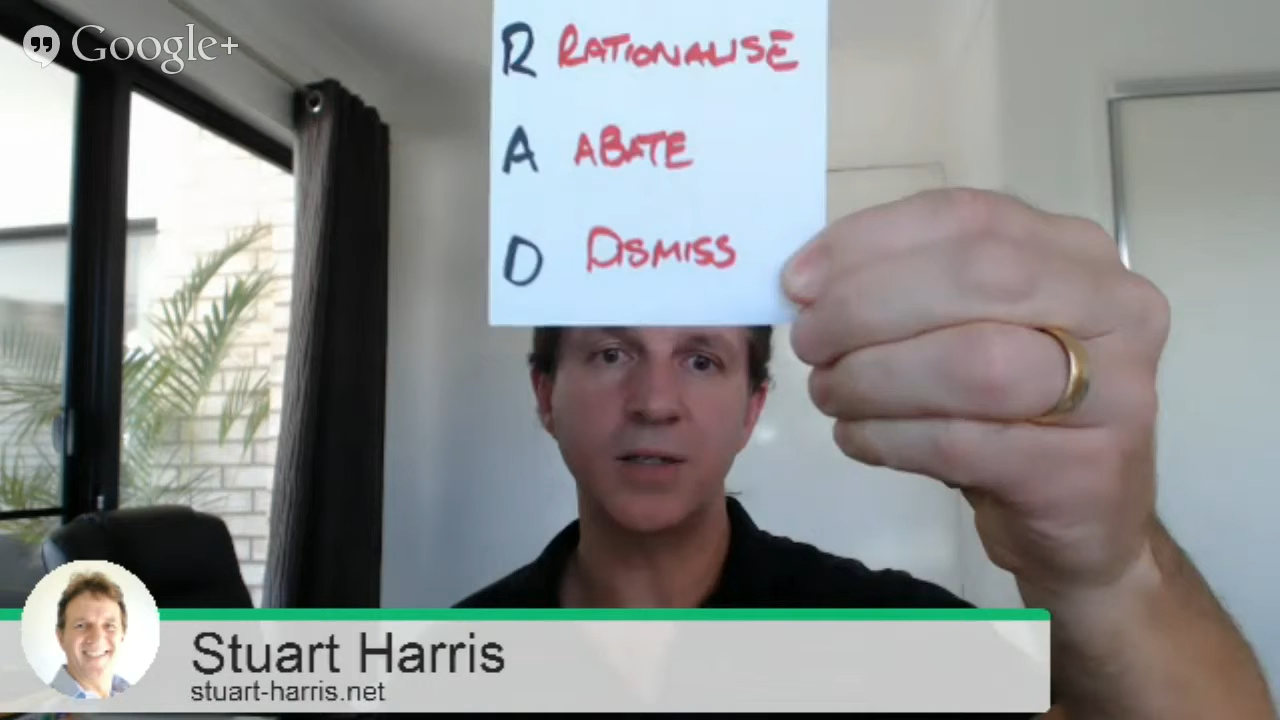 Google+
R RATIONALISE
A ABATE
D DISMISS
Stuart Harris
stuart-harris.net